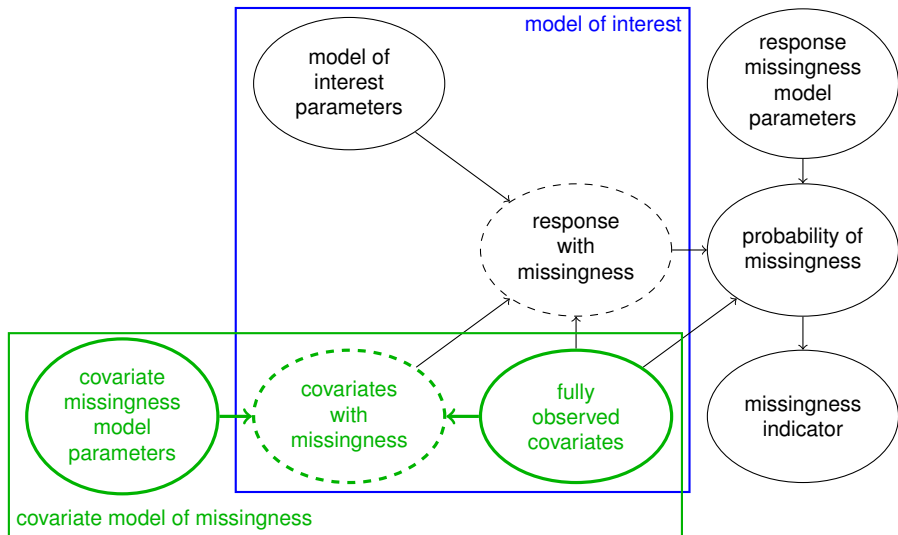 model of interest
model of
interest
parameters
response
missingness
model
parameters
response
with
missingness
probability of
missingness
covariate
missingness
model
parameters
covariates
with
missingness
fully
observed
covariates
missingness
indicator
covariate model of missingness